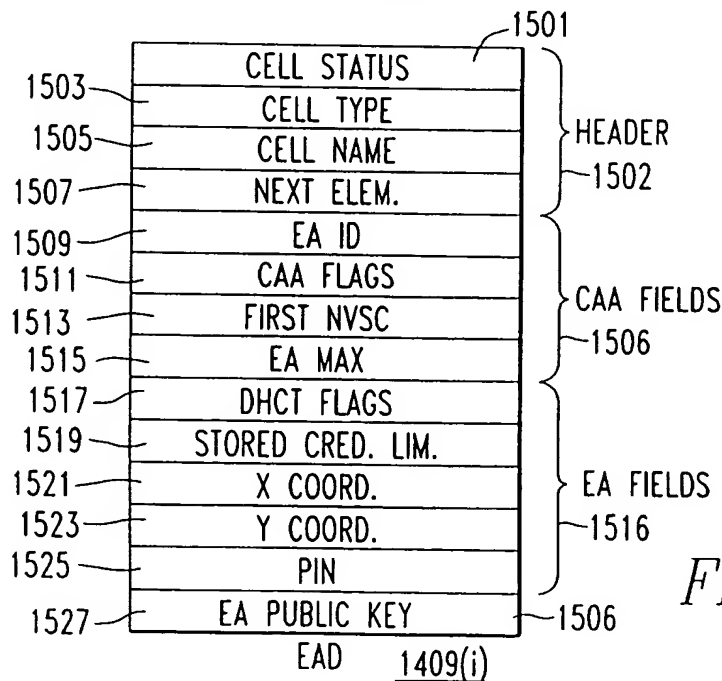 1501
CELL STATUS
1503
CELL TYPE
HEADER
1502
1505
CELL NAME
1507
NEXT ELEM.
1509
EA ID
1511
CAA FLAGS
CAA FIELDS
1506
1513
FIRST NVSC
1515
EA MAX
1517
DHCT FLAGS
1519
STORED CRED. LIM.
1521
X COORD.
EA FIELDS
1516
1523
Y COORD.
1525
PIN
1527
EA PUBLIC KEY
1506
EAD 1409(i)